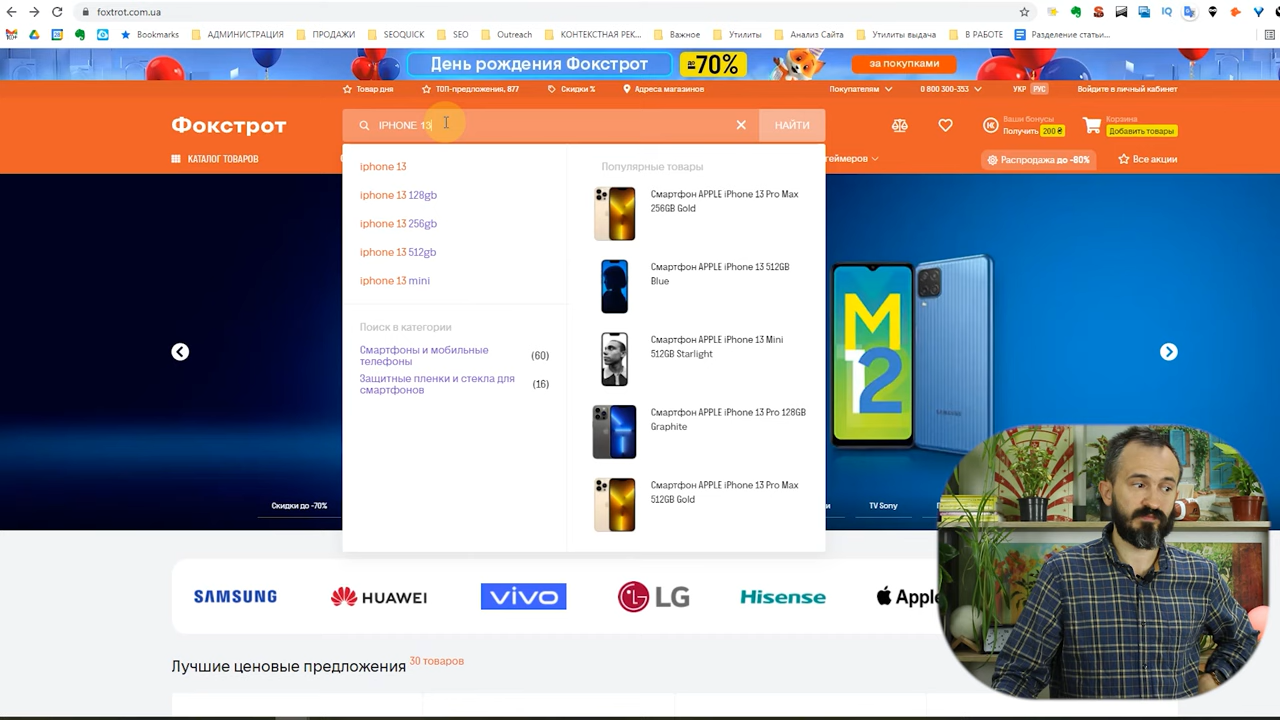 foxtrot.com.ua
Bookmarks
АДМИНИСТРАЦИЯ
ПРОДАЖИ
SEOQUICK
SEO
Outreach
КОНТЕКСТНАЯ РЕК...
Важное
Утилиты
Анализ Сайта
Утилиты выдача
В РАБОТЕ
Разделение статьи...
День рождения Фокстрот
до -70%
за покупками
Товар дня
ТОП-предложения, 877
Скидки %
Адреса магазинов
Покупателям
0 800 300-353
УКР
РУС
Войдите в личный кабинет
Фокстрот
IPHONE 13
НАЙТИ
Ваши бонусы
Получить 200 ₴
Корзина
Добавить товары
КАТАЛОГ ТОВАРОВ
геймеров
Распродажа до -80%
Все акции
iphone 13
iphone 13 128gb
iphone 13 256gb
iphone 13 512gb
iphone 13 mini
Поиск в категории
Смартфоны и мобильные
телефоны
(60)
Защитные пленки и стекла для
смартфонов
(16)
Популярные товары
Смартфон APPLE iPhone 13 Pro Max
256GB Gold
Смартфон APPLE iPhone 13 512GB
Blue
Смартфон APPLE iPhone 13 Mini
512GB Starlight
Смартфон APPLE iPhone 13 Pro 128GB
Graphite
Смартфон APPLE iPhone 13 Pro Max
512GB Gold
M
12
SAMSUNG
Скидки до -70%
TV Sony
SAMSUNG
HUAWEI
vivo
LG
Hisense
Apple
Лучшие ценовые предложения 30 товаров